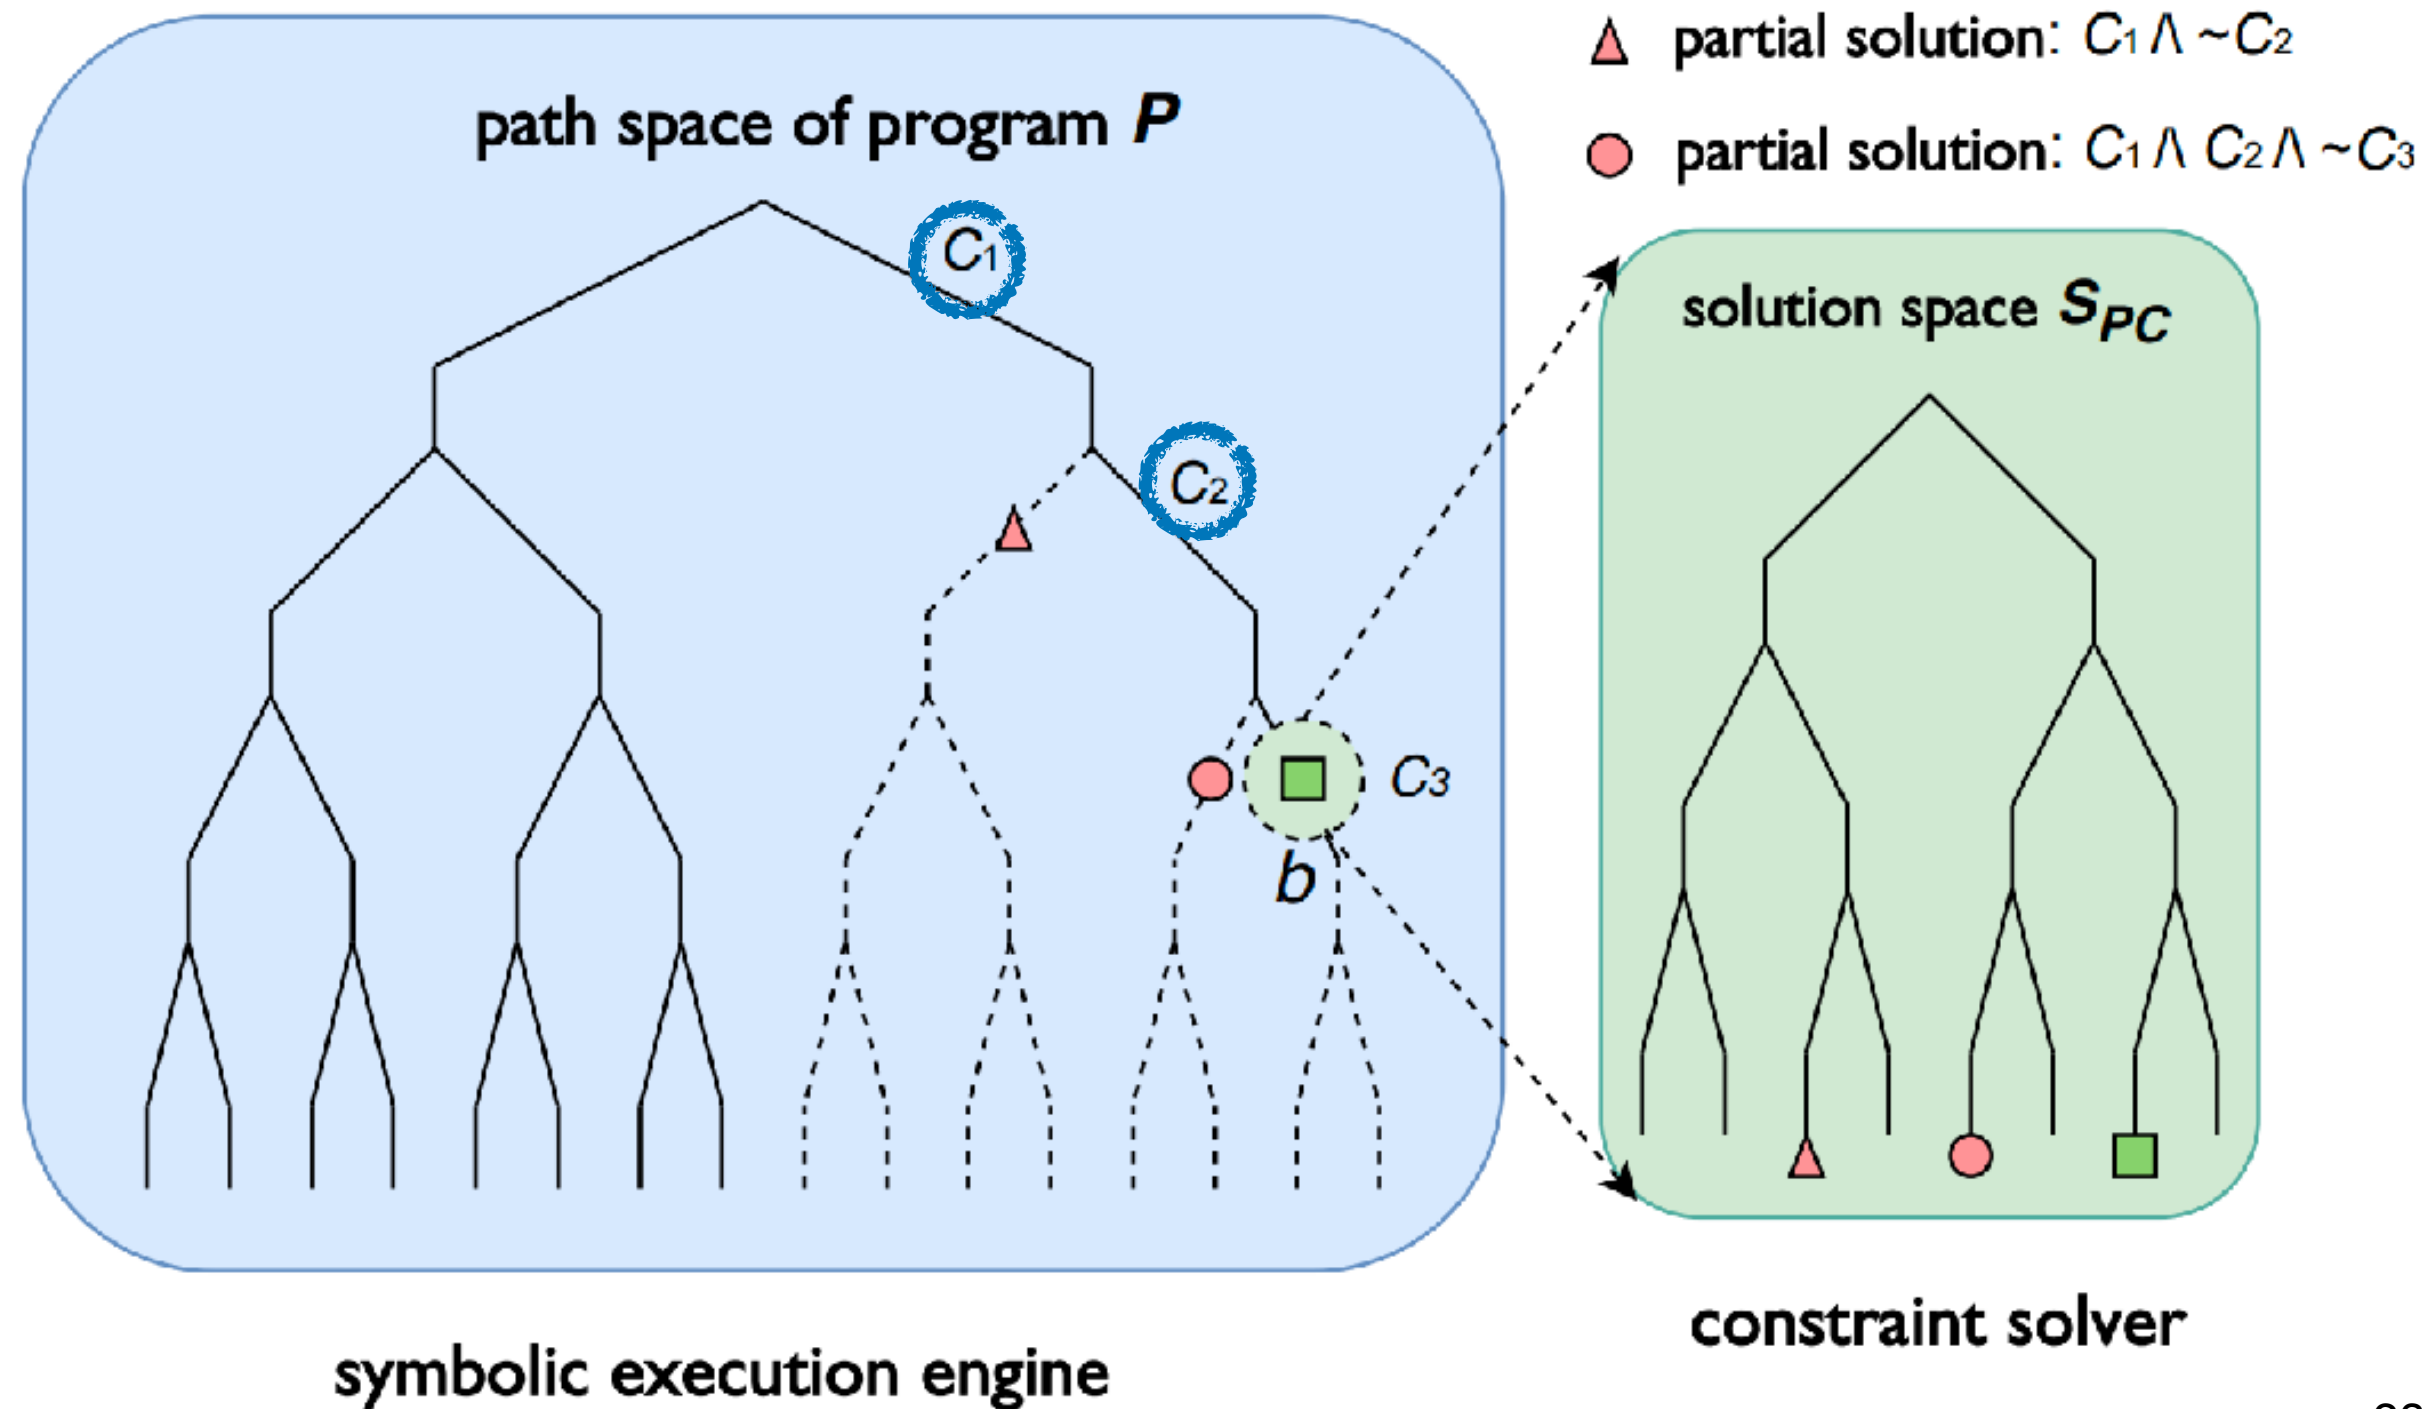 partial solution: C1 /\ ~C2
partial solution: C1 /\ C2 /\ ~C3
path space of program P
C1
solution space SPC
C2
C3
b
constraint solver
symbolic execution engine